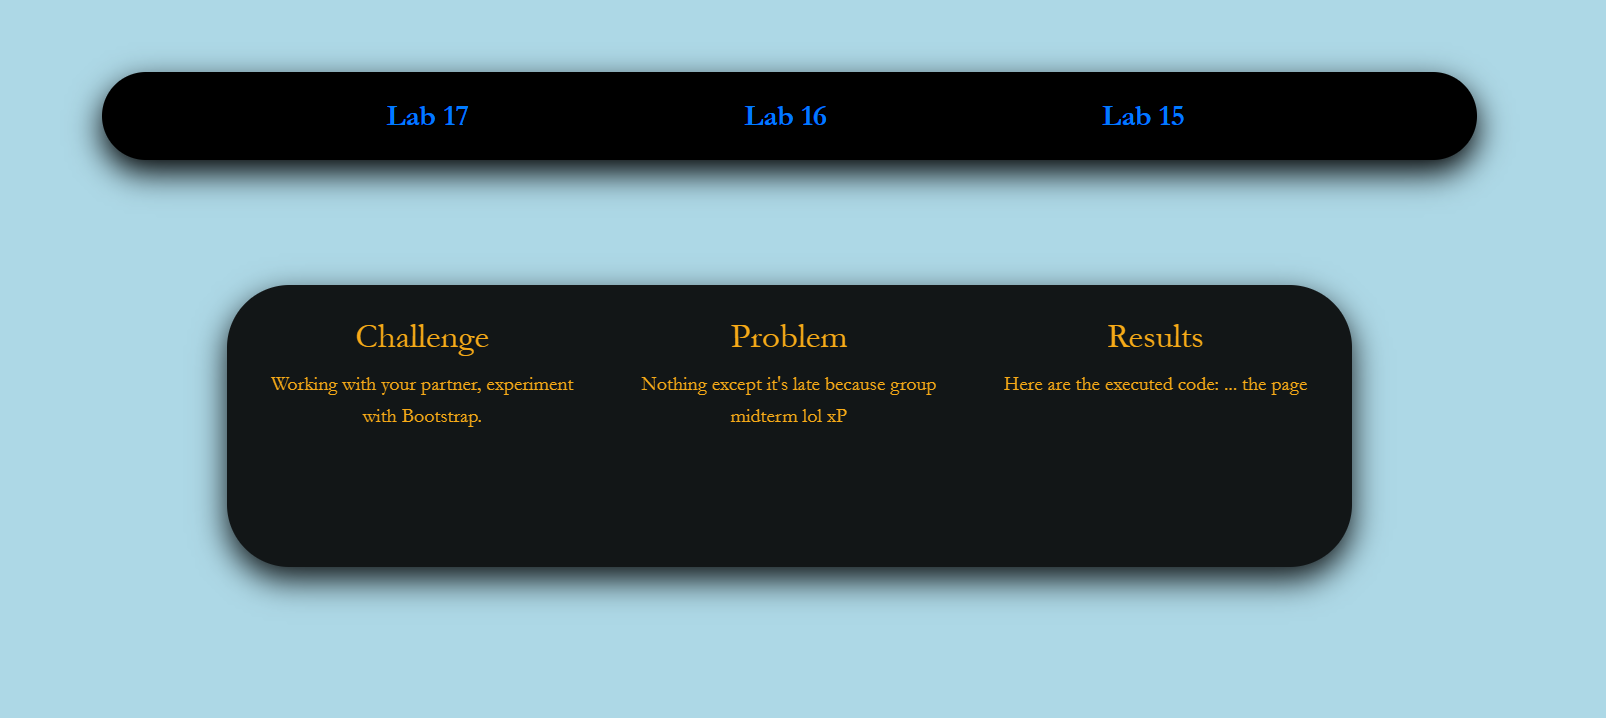 Lab 17
Lab 16
Lab 15
Challenge
Working with your partner, experiment
with Bootstrap.
Problem
Nothing except it's late because group
midterm lol xP
Results
Here are the executed code: ... the page